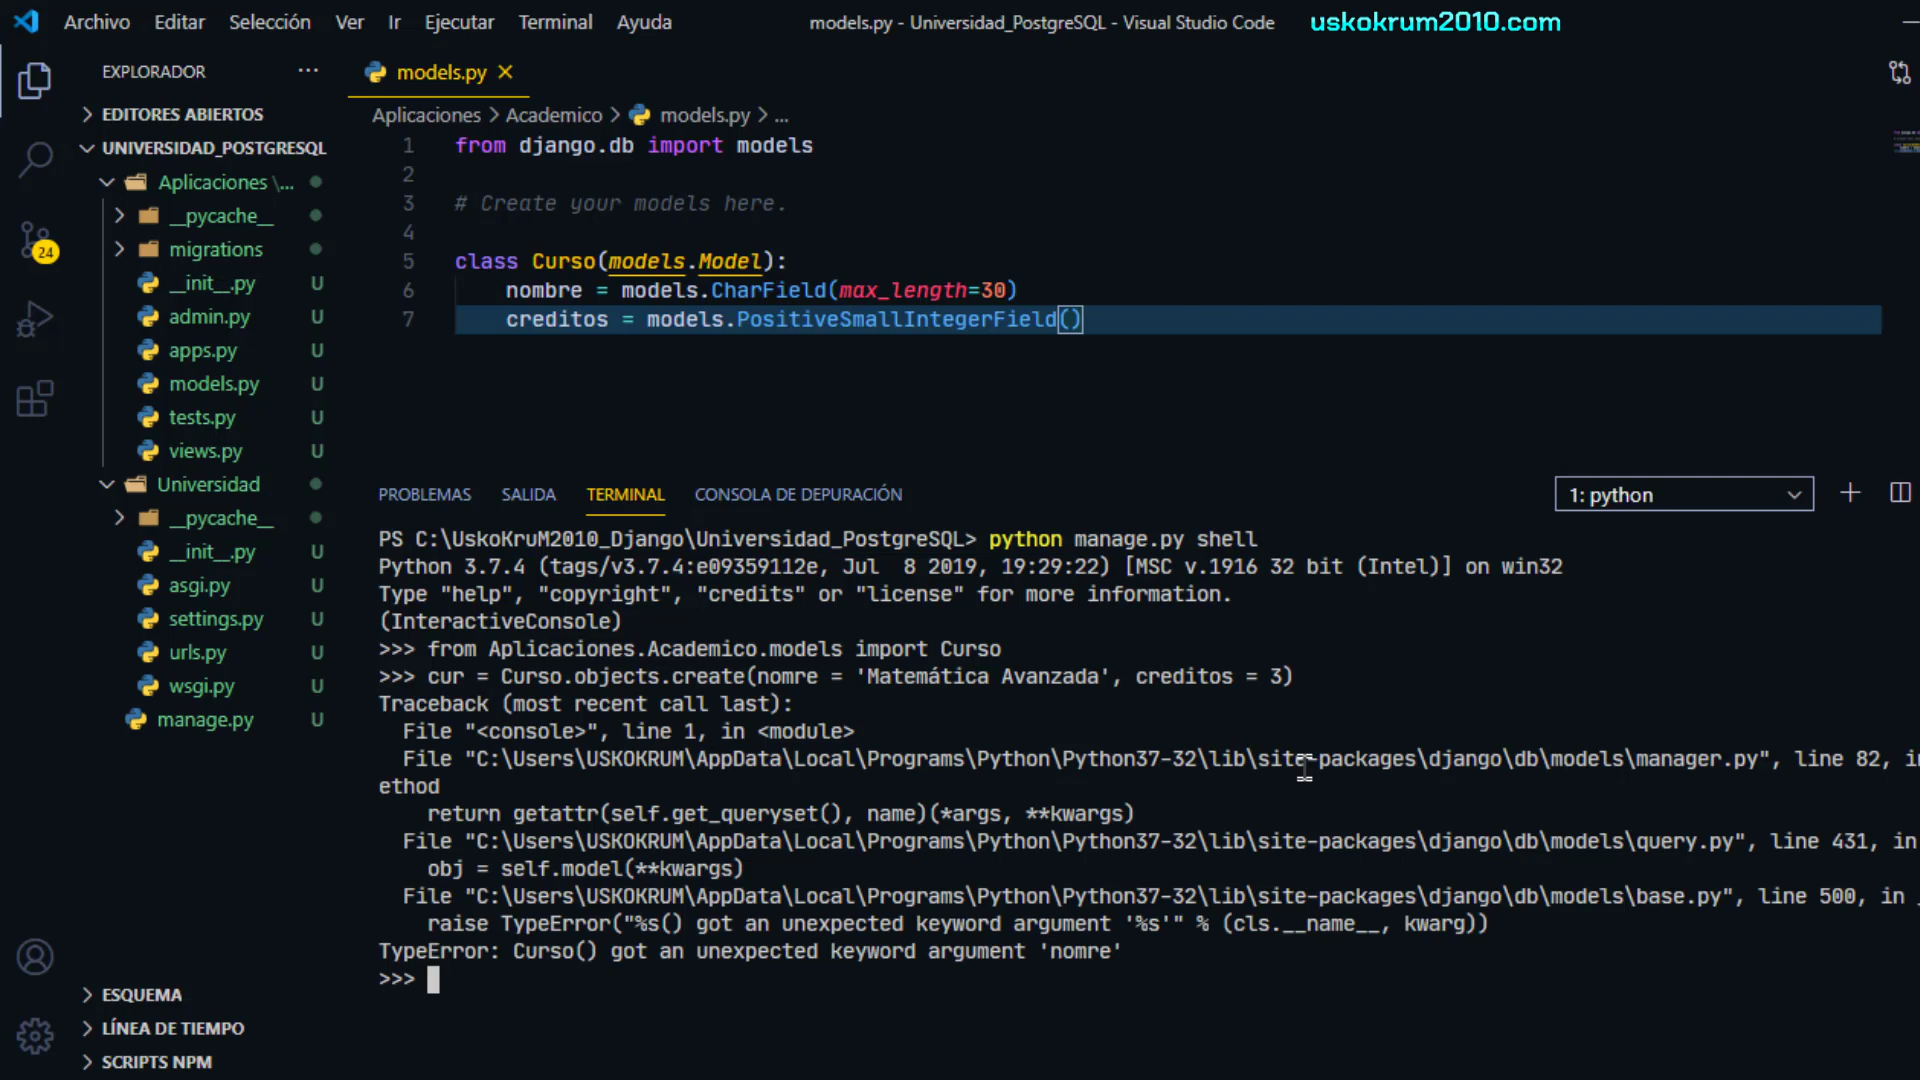 Archivo Editar Selección Ver Ir Ejecutar Terminal Ayuda models.py - Universidad_PostgreSQL - Visual Studio Code uskokrum2010.com
EXPLORADOR ...
EDITORES ABIERTOS
UNIVERSIDAD_POSTGRESQL
Aplicaciones \...
__pycache__
migrations
__init__.py U
admin.py U
apps.py U
models.py U
tests.py U
views.py U
Universidad
__pycache__
__init__.py U
asgi.py U
settings.py U
urls.py U
wsgi.py U
manage.py U
ESQUEMA
LÍNEA DE TIEMPO
SCRIPTS NPM
24
models.py
Aplicaciones > Academico > models.py > ...
1 from django.db import models
2
3 # Create your models here.
4
5 class Curso(models.Model):
6 nombre = models.CharField(max_length=30)
7 creditos = models.PositiveSmallIntegerField()
PROBLEMAS SALIDA TERMINAL CONSOLA DE DEPURACIÓN 1: python
PS C:\UskoKruM2010_Django\Universidad_PostgreSQL> python manage.py shell
Python 3.7.4 (tags/v3.7.4:e09359112e, Jul  8 2019, 19:29:22) [MSC v.1916 32 bit (Intel)] on win32
Type "help", "copyright", "credits" or "license" for more information.
(InteractiveConsole)
>>> from Aplicaciones.Academico.models import Curso
>>> cur = Curso.objects.create(nomre = 'Matemática Avanzada', creditos = 3)
Traceback (most recent call last):
File "<console>", line 1, in <module>
File "C:\Users\USKOKRUM\AppData\Local\Programs\Python\Python37-32\lib\site-packages\django\db\models\manager.py", line 82, in
ethod
return getattr(self.get_queryset(), name)(*args, **kwargs)
File "C:\Users\USKOKRUM\AppData\Local\Programs\Python\Python37-32\lib\site-packages\django\db\models\query.py", line 431, in
obj = self.model(**kwargs)
File "C:\Users\USKOKRUM\AppData\Local\Programs\Python\Python37-32\lib\site-packages\django\db\models\base.py", line 500, in _
raise TypeError("%s() got an unexpected keyword argument '%s'" % (cls.__name__, kwarg))
TypeError: Curso() got an unexpected keyword argument 'nomre'
>>>